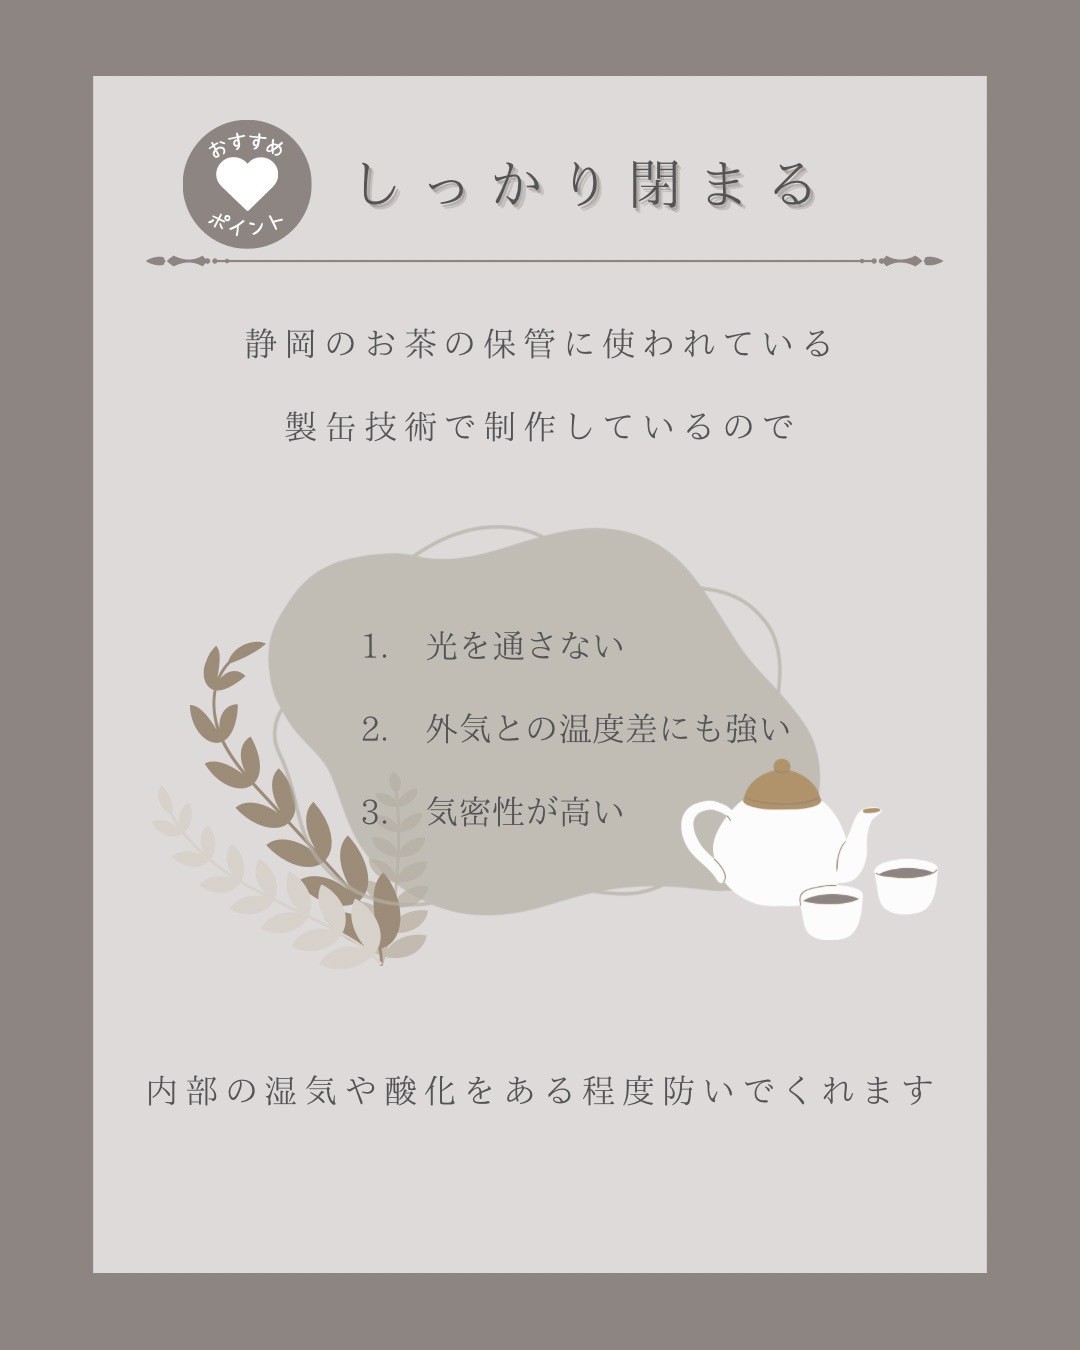 おすすめ
ポイント
しっかり閉まる
静岡のお茶の保管に使われている
製缶技術で制作しているので
1. 光を通さない
2. 外気との温度差にも強い
3. 気密性が高い
内部の湿気や酸化をある程度防いでくれます